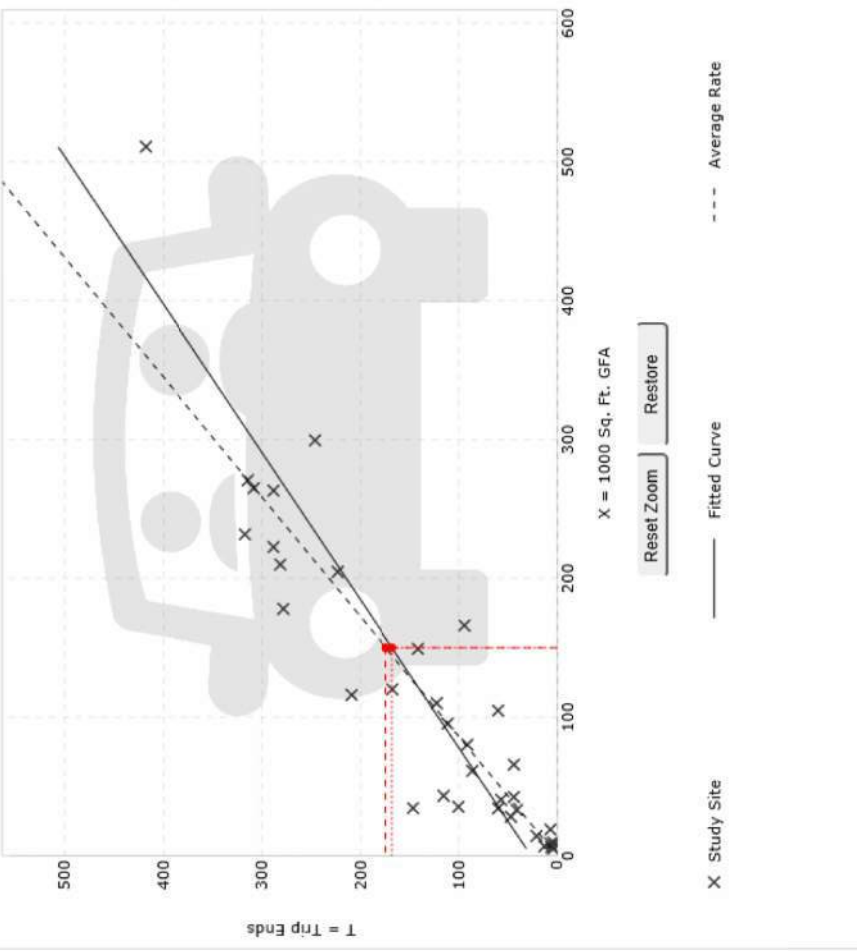 T = Trip Ends
500
400
300
200
100
0
0
100
200
300
400
500
600
X = 1000 Sq. Ft. GFA
Reset Zoom
Restore
Study Site
Fitted Curve
Average Rate